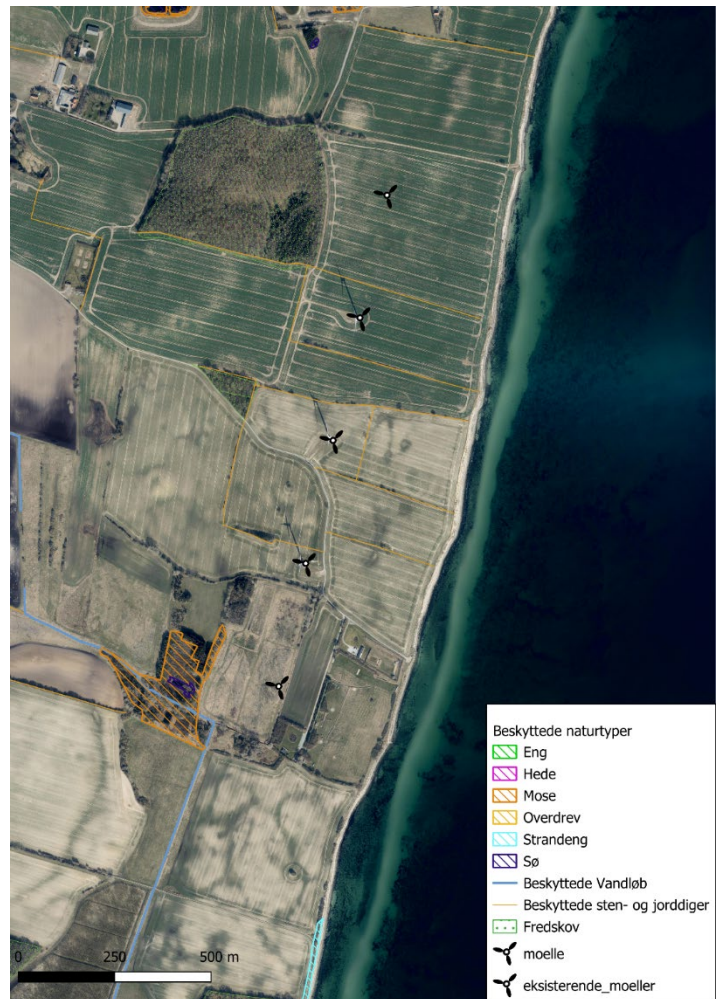 Beskyttede naturtyper
Eng
Hede
Mose
Overdrev
Strandeng
Sø
Beskyttede Vandløb
Beskyttede sten- og jorddiger
Fredskov
moelle
eksisterende_moeller
0 250 500 m